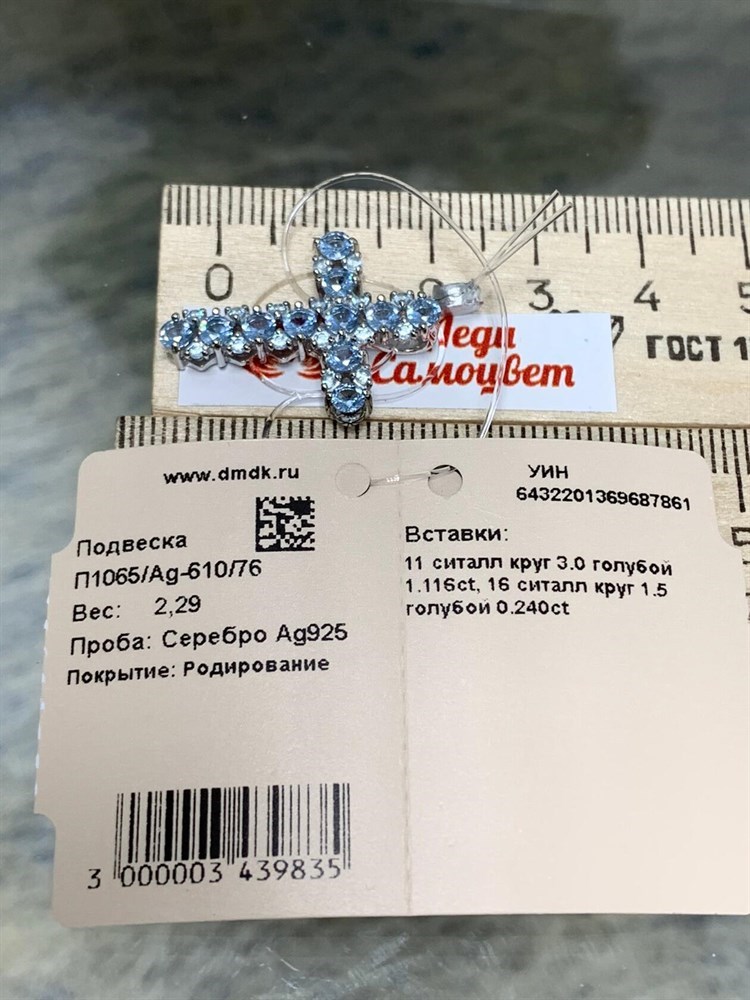 0 3 4 5
ГОСТ 1
Леди
Самоцвет
www.dmdk.ru
УИН
6432201369687861
Подвеска
П1065/Ag-610/76
Вес: 2,29
Проба: Серебро Ag925
Покрытие: Родирование
Вставки:
11 ситалл круг 3.0 голубой
1.116ct, 16 ситалл круг 1.5
голубой 0.240ct
3 000003 439835